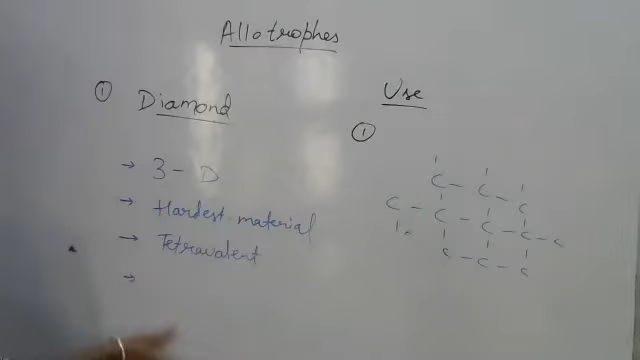 Allotrophes
① Diamond
→ 3-D
→ Hardest material
→ Tetravalent
→
Use
①
C - C - C
C - C - C - C - C
C - C - C